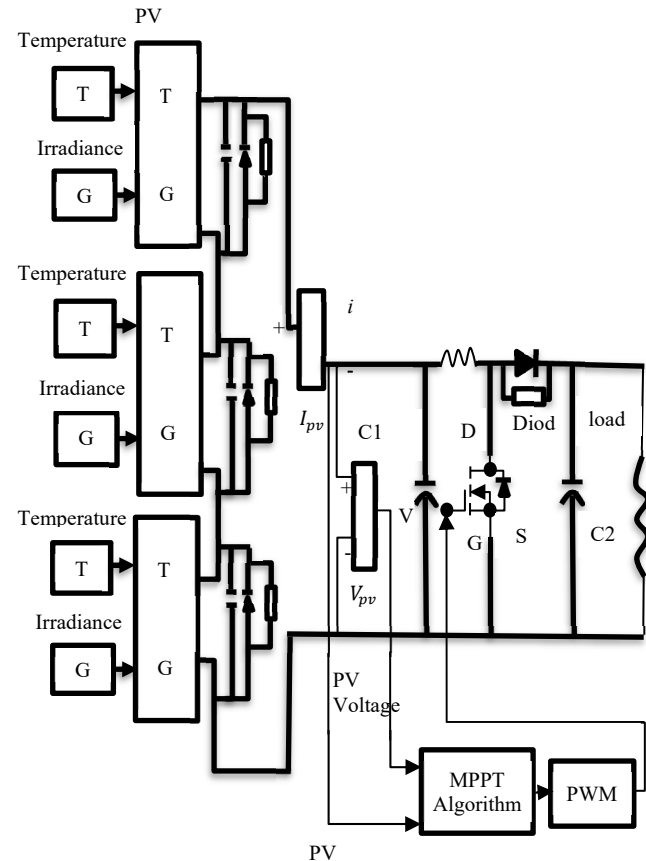 PV
Temperature
T
T
Irradiance
G
G
Temperature
T
T
Irradiance
G
G
Temperature
T
T
Irradiance
G
G
i
+
-
I_pv
C1
D
Diod
load
+
V
G
S
C2
-
V_pv
PV
Voltage
MPPT
Algorithm
PWM
PV